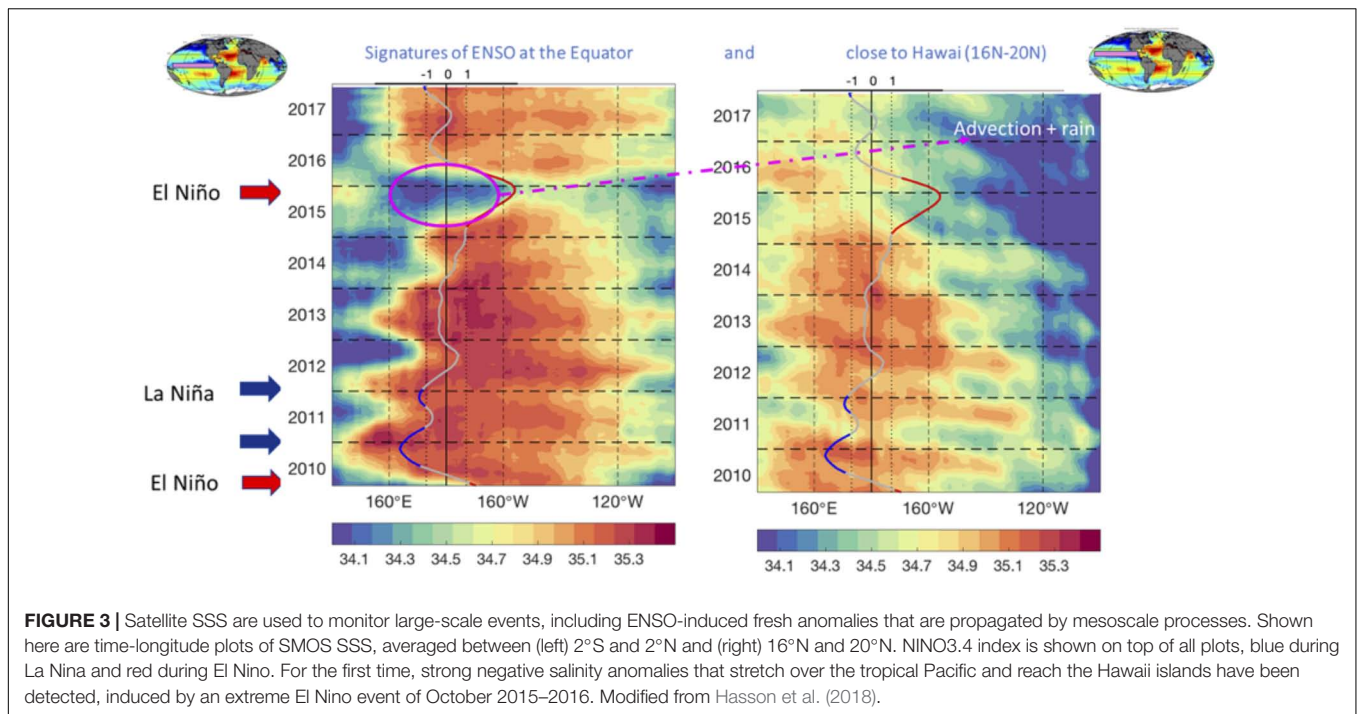 Signatures of ENSO at the Equator and close to Hawai (16N-20N)
-1 0 1
-1 0 1
2017
2016
2015
2014
2013
2012
2011
2010
El Niño
La Niña
El Niño
160°E 160°W 120°W
34.1 34.3 34.5 34.7 34.9 35.1 35.3
2017
2016
2015
2014
2013
2012
2011
2010
Advection + rain
160°E 160°W 120°W
34.1 34.3 34.5 34.7 34.9 35.1 35.3
FIGURE 3 | Satellite SSS are used to monitor large-scale events, including ENSO-induced fresh anomalies that are propagated by mesoscale processes. Shown
here are time-longitude plots of SMOS SSS, averaged between (left) 2°S and 2°N and (right) 16°N and 20°N. NINO3.4 index is shown on top of all plots, blue during
La Nina and red during El Nino. For the first time, strong negative salinity anomalies that stretch over the tropical Pacific and reach the Hawaii islands have been
detected, induced by an extreme El Nino event of October 2015–2016. Modified from Hasson et al. (2018).